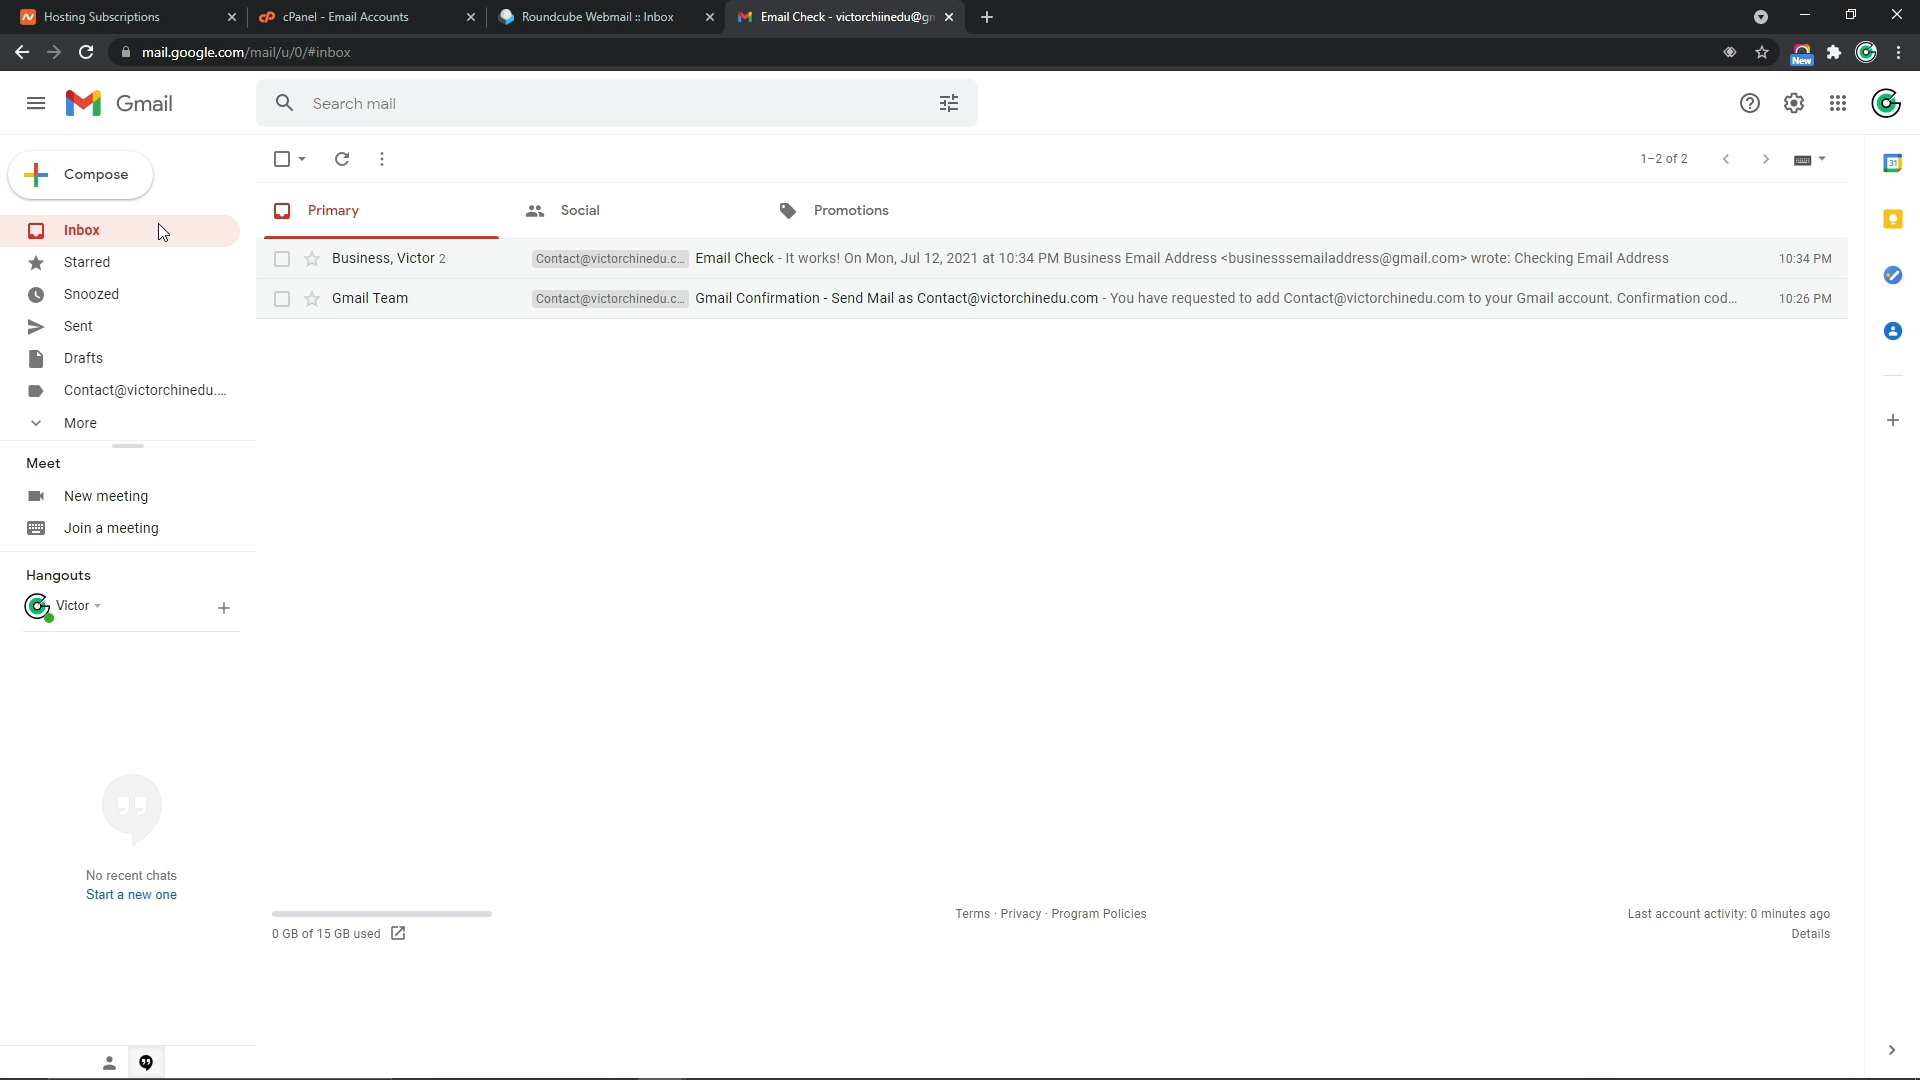 Hosting Subscriptions
cPanel - Email Accounts
Roundcube Webmail :: Inbox
Email Check - victorchiinedu@gm
mail.google.com/mail/u/0/#inbox
New
Gmail
Search mail
Compose
1–2 of 2
31
Primary
Social
Promotions
Inbox
Business, Victor 2
Contact@victorchinedu.c... Email Check - It works! On Mon, Jul 12, 2021 at 10:34 PM Business Email Address <businesssemailaddress@gmail.com> wrote: Checking Email Address
10:34 PM
Starred
Gmail Team
Contact@victorchinedu.c... Gmail Confirmation - Send Mail as Contact@victorchinedu.com - You have requested to add Contact@victorchinedu.com to your Gmail account. Confirmation cod...
10:26 PM
Snoozed
Sent
Drafts
Contact@victorchinedu....
More
Meet
New meeting
Join a meeting
Hangouts
Victor
No recent chats
Start a new one
0 GB of 15 GB used
Terms · Privacy · Program Policies
Last account activity: 0 minutes ago
Details